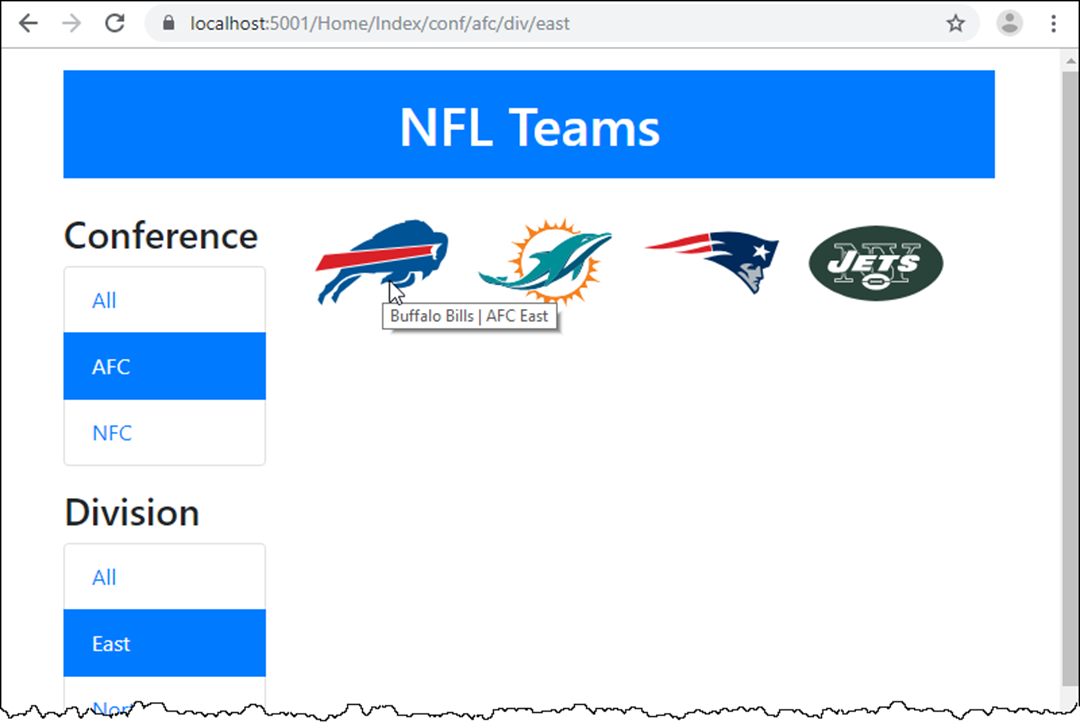 localhost:5001/Home/Index/conf/afc/div/east
NFL Teams
Conference
All
AFC
NFC
NY
JETS
Buffalo Bills | AFC East
Division
All
East